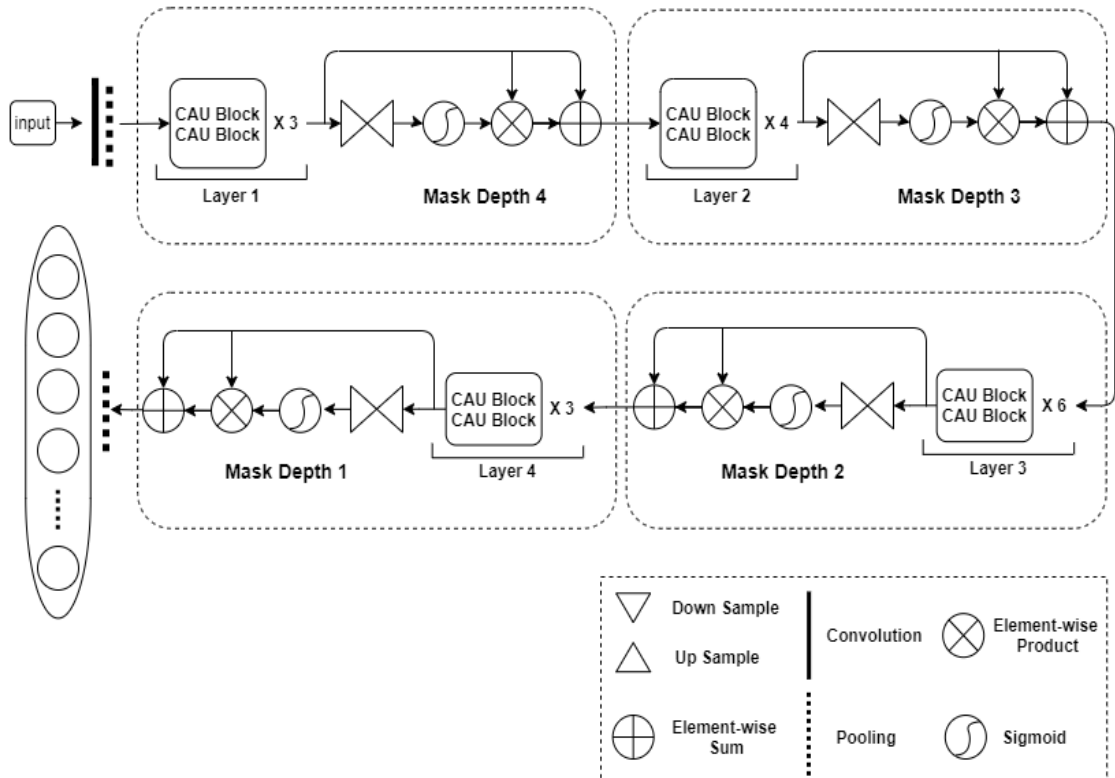 input
CAU Block
CAU Block
X 3
Layer 1
Mask Depth 4
CAU Block
CAU Block
X 4
Layer 2
Mask Depth 3
Mask Depth 1
CAU Block
CAU Block
X 3
Layer 4
Mask Depth 2
CAU Block
CAU Block
X 6
Layer 3
Down Sample
Up Sample
Element-wise
Sum
Convolution
Pooling
Element-wise
Product
Sigmoid